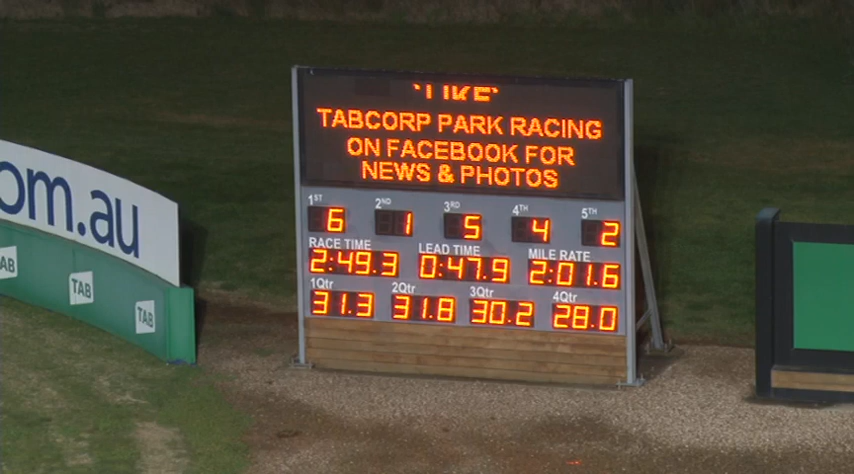 'LIKE'
TABCORP PARK RACING
ON FACEBOOK FOR
NEWS & PHOTOS
1ST 2ND 3RD 4TH 5TH
6 1 5 4 2
RACE TIME LEAD TIME MILE RATE
2:49.3 0:47.9 2:01.6
1Qtr 2Qtr 3Qtr 4Qtr
31.3 31.8 30.2 28.0
om.au
AB
TAB
TAB